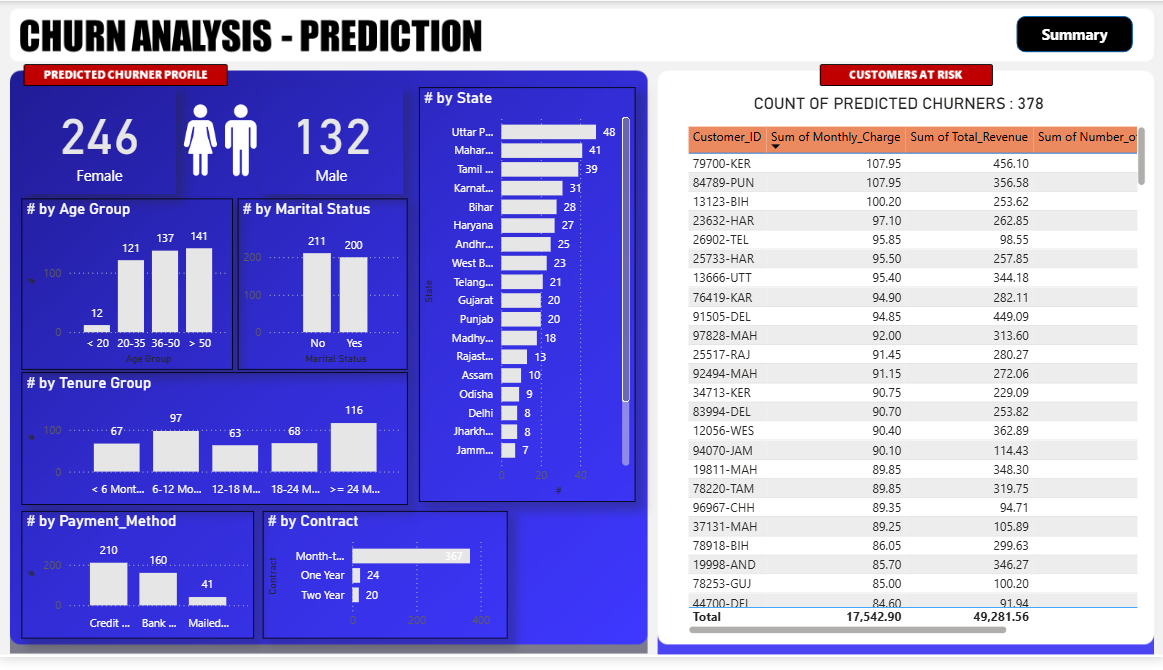 CHURN ANALYSIS - PREDICTION
Summary
PREDICTED CHURNER PROFILE
246
Female
132
Male
# by State
Uttar P... 48
Mahar... 41
Tamil ... 39
Karnat... 31
Bihar 28
Haryana 27
Andhr... 25
West B... 23
Telang... 21
Gujarat 20
Punjab 20
Madhy... 18
Rajast... 13
Assam 10
Odisha 9
Delhi 8
Jharkh... 8
Jamm... 7
State
0 20 40
#
# by Age Group
100
0
12 121 137 141
< 20 20-35 36-50 > 50
Age Group
# by Marital Status
200
100
0
211 200
No Yes
Marital Status
# by Tenure Group
100
0
67 97 63 68 116
< 6 Mont... 6-12 Mo... 12-18 M... 18-24 M... >= 24 M...
# by Payment_Method
200
0
210 160 41
Credit ... Bank ... Mailed...
# by Contract
Contract
Month-t... 367
One Year 24
Two Year 20
0 200 400
CUSTOMERS AT RISK
COUNT OF PREDICTED CHURNERS : 378
Customer_ID Sum of Monthly_Charge Sum of Total_Revenue Sum of Number_o
79700-KER 107.95 456.10
84789-PUN 107.95 356.58
13123-BIH 100.20 253.62
23632-HAR 97.10 262.85
26902-TEL 95.85 98.55
25733-HAR 95.50 257.85
13666-UTT 95.40 344.18
76419-KAR 94.90 282.11
91505-DEL 94.85 449.09
97828-MAH 92.00 313.60
25517-RAJ 91.45 280.27
92494-MAH 91.15 272.06
34713-KER 90.75 229.09
83994-DEL 90.70 253.82
12056-WES 90.40 362.89
94070-JAM 90.10 114.43
19811-MAH 89.85 348.30
78220-TAM 89.85 319.75
96967-CHH 89.35 94.71
37131-MAH 89.25 105.89
78918-BIH 86.05 299.63
19998-AND 85.70 346.27
78253-GUJ 85.00 100.20
44700-DEL 84.60 91.94
Total 17,542.90 49,281.56